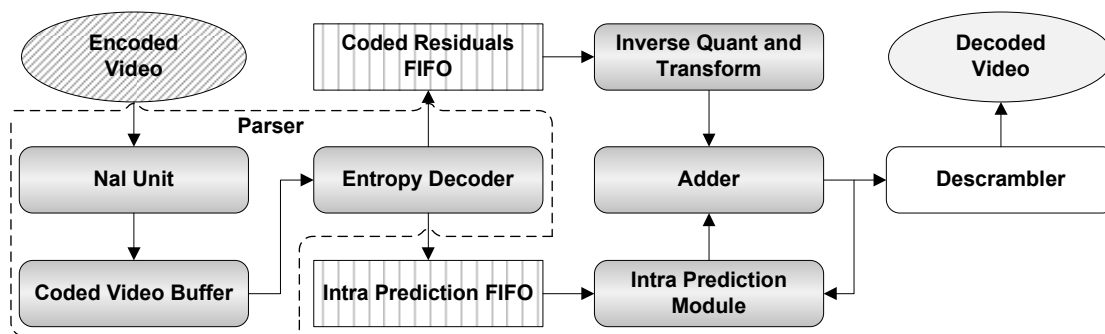 Encoded
Video
Coded Residuals
FIFO
Inverse Quant and
Transform
Decoded
Video
Parser
Nal Unit
Entropy Decoder
Adder
Descrambler
Coded Video Buffer
Intra Prediction FIFO
Intra Prediction
Module